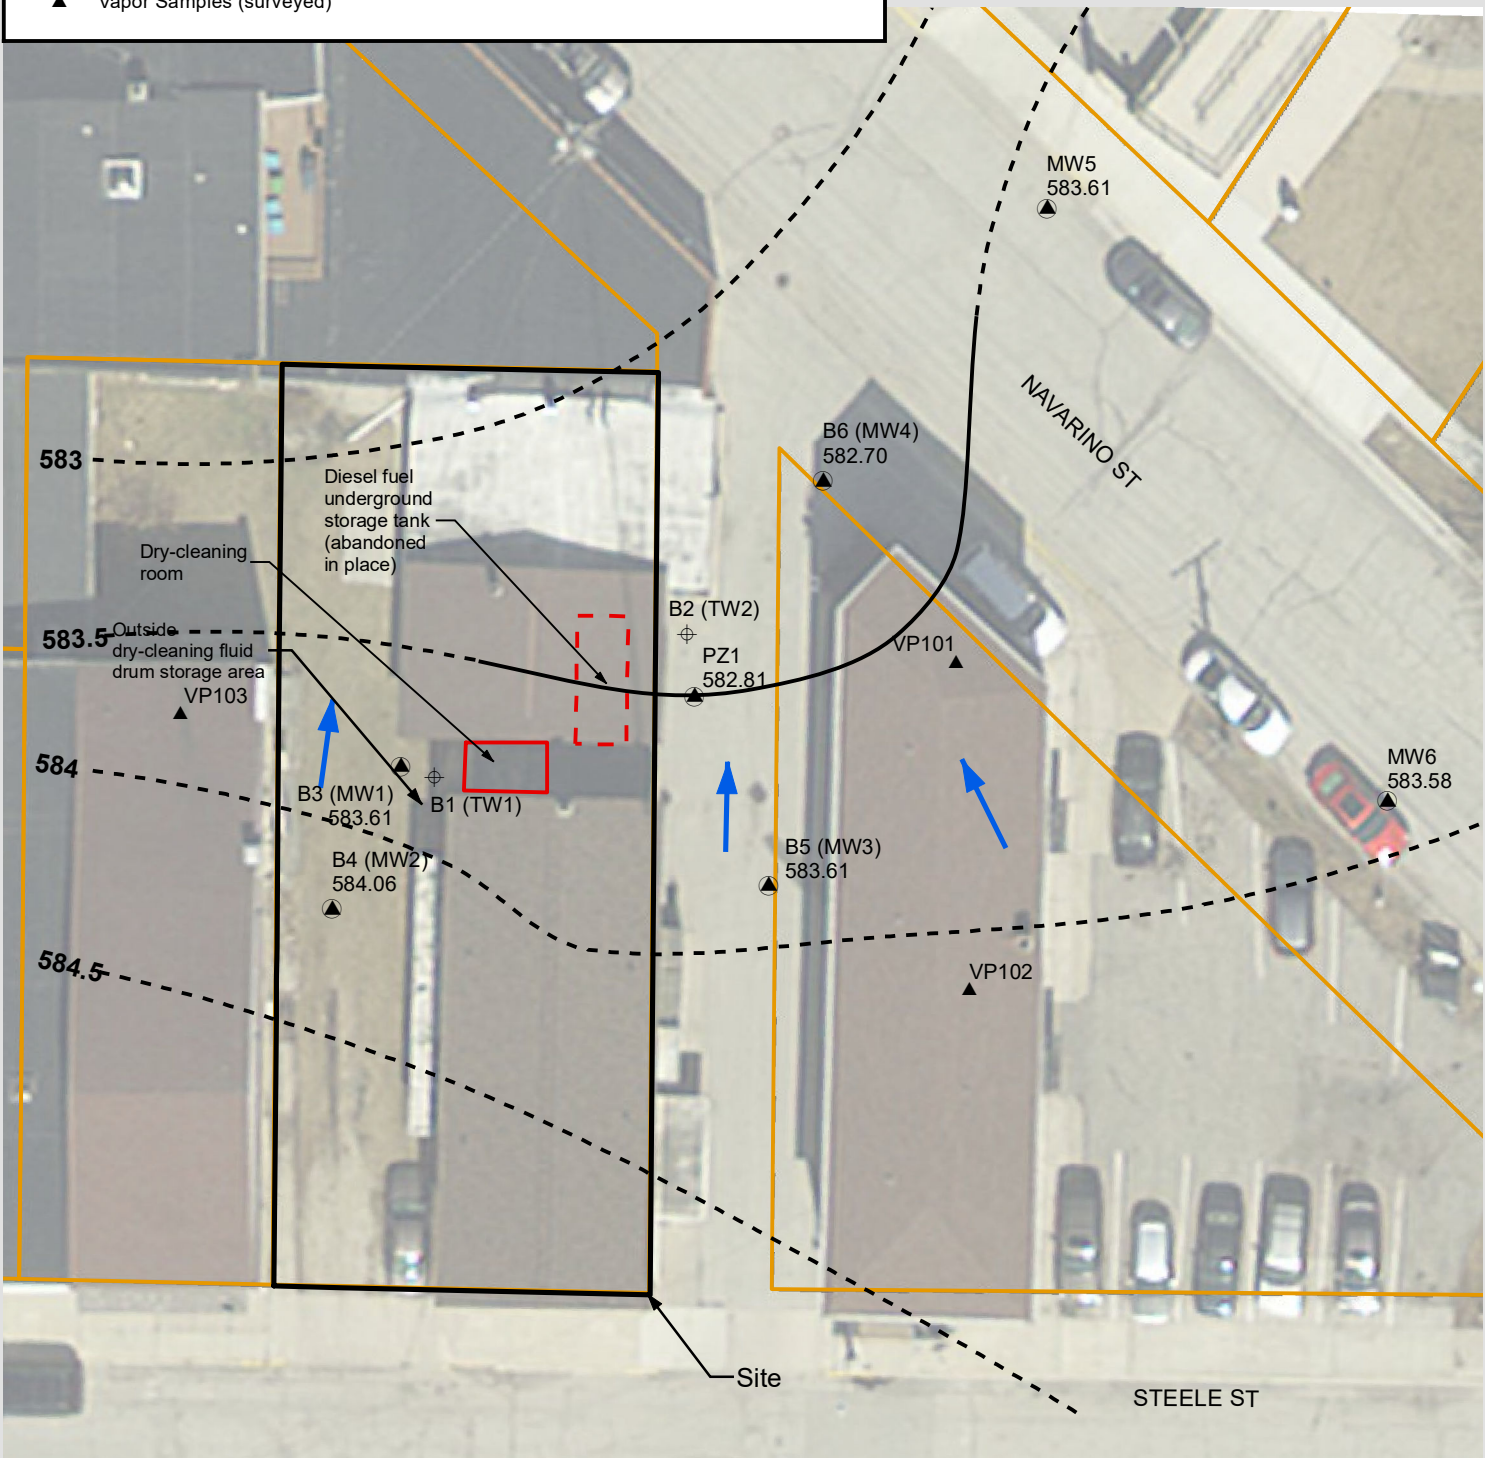 Vapor Samples (surveyed)
MW5
583.61
NAVARINO ST
B6 (MW4)
582.70
583
Diesel fuel
underground
storage tank
(abandoned
in place)
Dry-cleaning
room
583.5
Outside
dry-cleaning fluid
drum storage area
VP103
B2 (TW2)
PZ1
582.81
VP101
584
B3 (MW1)
583.61
B1 (TW1)
MW6
583.58
B4 (MW2)
584.06
B5 (MW3)
583.61
584.5
VP102
Site
STEELE ST